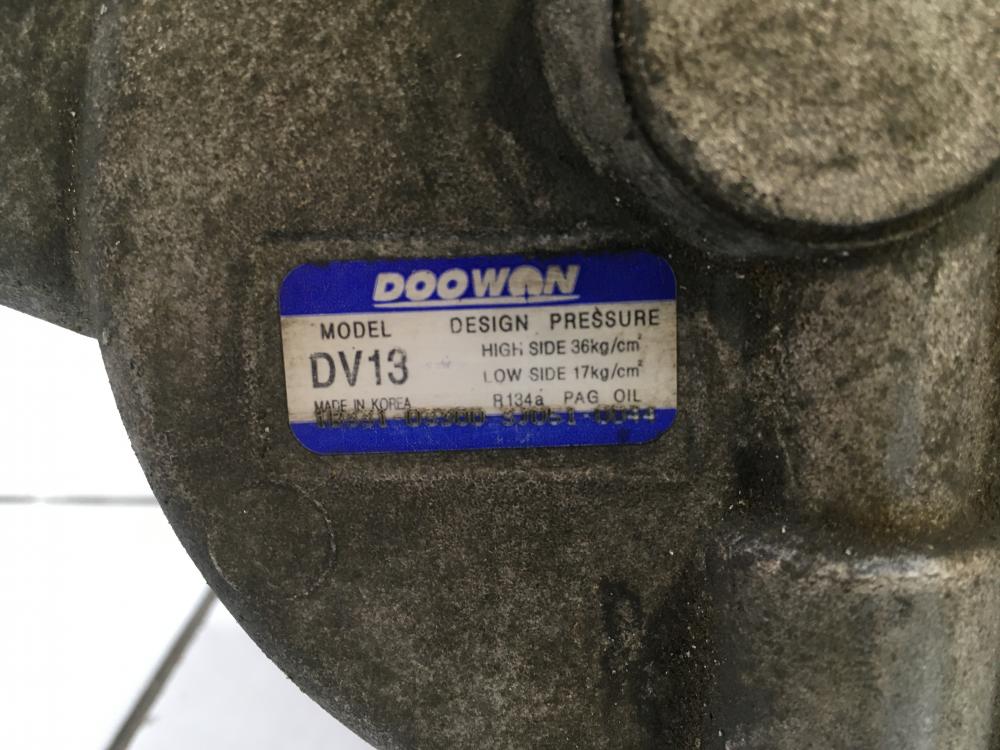 DOOWON
MODEL
DV13
MADE IN KOREA
DESIGN PRESSURE
HIGH SIDE 36kg/cm²
LOW SIDE 17kg/cm²
R134a PAG OIL